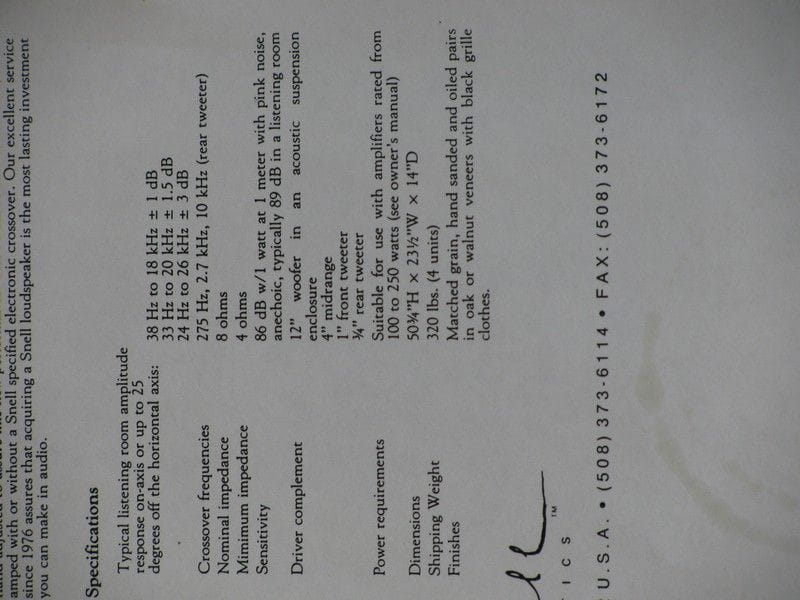 amped with or without a Snell specified electronic crossover. Our excellent service
since 1976 assures that acquiring a Snell loudspeaker is the most lasting investment
you can make in audio.
Specifications
Typical listening room amplitude
response on-axis or up to 25
degrees off the horizontal axis: 38 Hz to 18 kHz ± 1 dB
33 Hz to 20 kHz ± 1.5 dB
24 Hz to 26 kHz ± 3 dB
Crossover frequencies 275 Hz, 2.7 kHz, 10 kHz (rear tweeter)
Nominal impedance 8 ohms
Mimimum impedance 4 ohms
Sensitivity 86 dB w/1 watt at 1 meter with pink noise,
anechoic, typically 89 dB in a listening room
Driver complement 12" woofer in an acoustic suspension
enclosure
4" midrange
1" front tweeter
¾" rear tweeter
Power requirements Suitable for use with amplifiers rated from
100 to 250 watts (see owner's manual)
Dimensions 50¾"H × 23½"W × 14"D
Shipping Weight 320 lbs. (4 units)
Finishes Matched grain, hand sanded and oiled pairs
in oak or walnut veneers with black grille
clothes.
ll ™
I C S
U.S.A. • (508) 373-6114 • FAX: (508) 373-6172